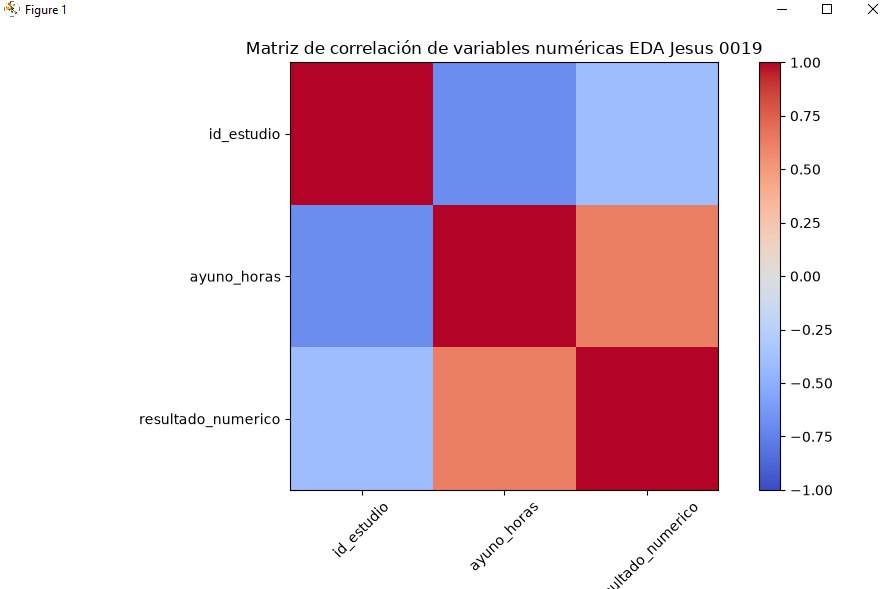 Figure 1
Matriz de correlación de variables numéricas EDA Jesus 0019
id_estudio
ayuno_horas
resultado_numerico
1.00
0.75
0.50
0.25
0.00
−0.25
−0.50
−0.75
−1.00
id_estudio
ayuno_horas
sultado_numerico